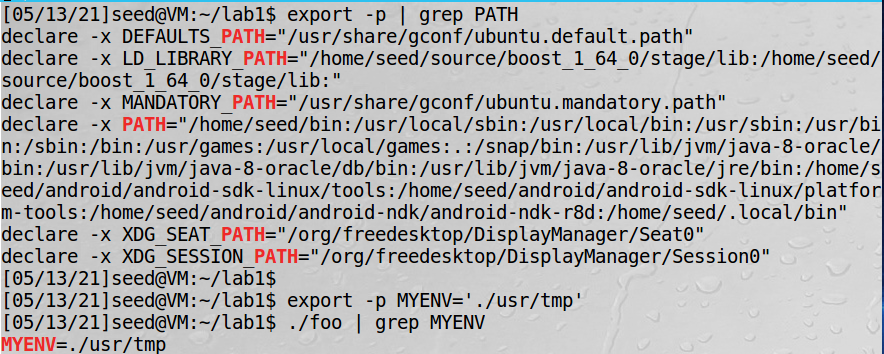 [05/13/21]seed@VM:~/lab1$ export -p | grep PATH
declare -x DEFAULTS_PATH="/usr/share/gconf/ubuntu.default.path"
declare -x LD_LIBRARY_PATH="/home/seed/source/boost_1_64_0/stage/lib:/home/seed/
source/boost_1_64_0/stage/lib:"
declare -x MANDATORY_PATH="/usr/share/gconf/ubuntu.mandatory.path"
declare -x PATH="/home/seed/bin:/usr/local/sbin:/usr/local/bin:/usr/sbin:/usr/bi
n:/sbin:/bin:/usr/games:/usr/local/games:.:/snap/bin:/usr/lib/jvm/java-8-oracle/
bin:/usr/lib/jvm/java-8-oracle/db/bin:/usr/lib/jvm/java-8-oracle/jre/bin:/home/s
eed/android/android-sdk-linux/tools:/home/seed/android/android-sdk-linux/platfor
m-tools:/home/seed/android/android-ndk/android-ndk-r8d:/home/seed/.local/bin"
declare -x XDG_SEAT_PATH="/org/freedesktop/DisplayManager/Seat0"
declare -x XDG_SESSION_PATH="/org/freedesktop/DisplayManager/Session0"
[05/13/21]seed@VM:~/lab1$
[05/13/21]seed@VM:~/lab1$ export -p MYENV='./usr/tmp'
[05/13/21]seed@VM:~/lab1$ ./foo | grep MYENV
MYENV=./usr/tmp